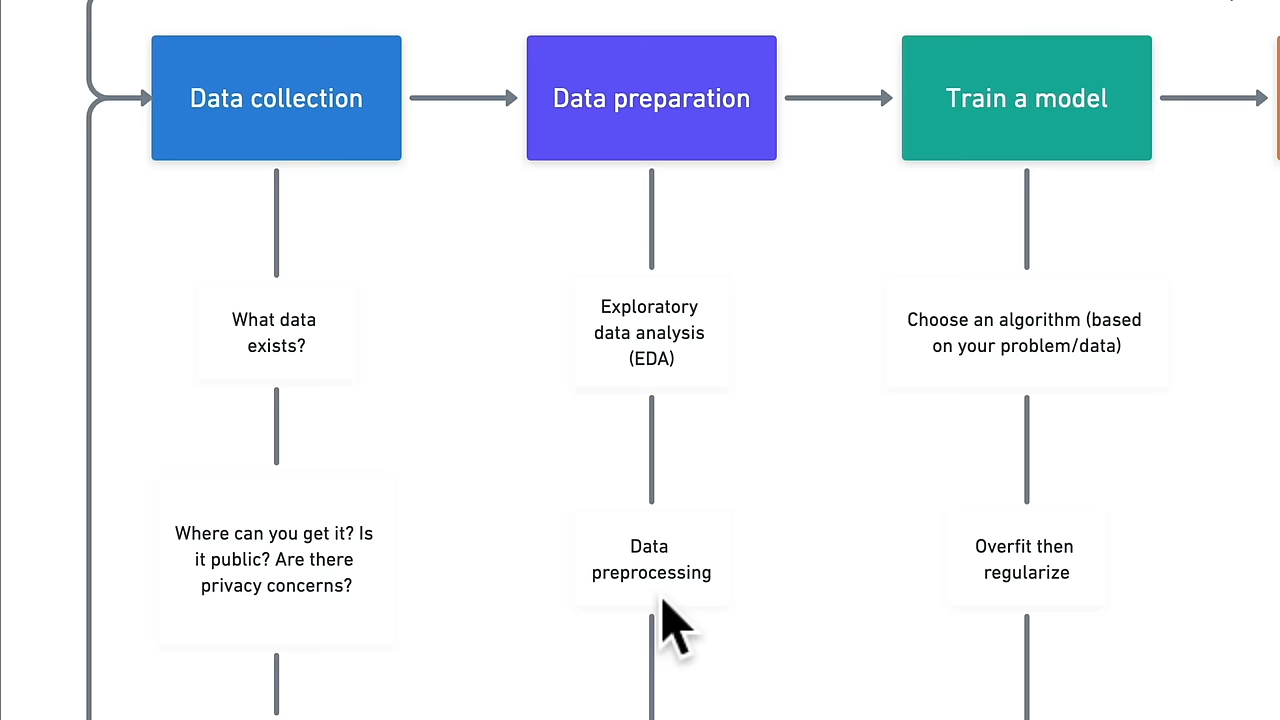 Data collection
Data preparation
Train a model
What data
exists?
Exploratory
data analysis
(EDA)
Choose an algorithm (based
on your problem/data)
Where can you get it? Is
it public? Are there
privacy concerns?
Data
preprocessing
Overfit then
regularize